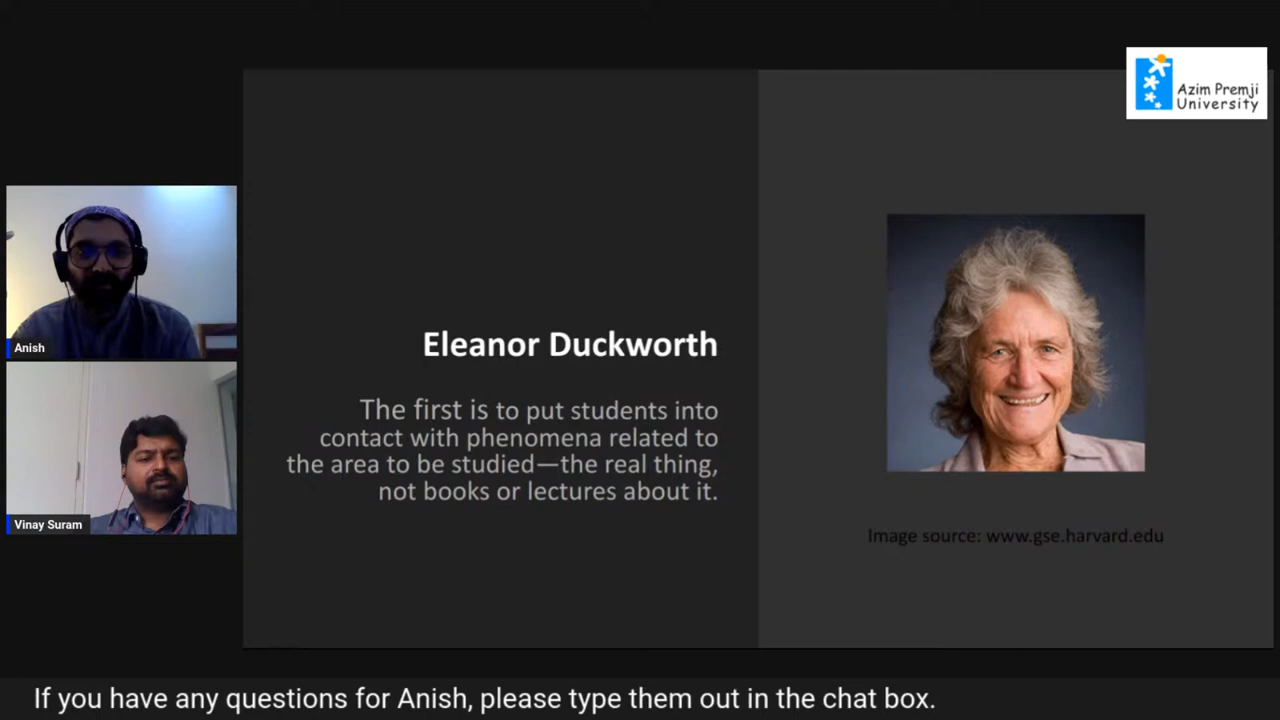 Azim Premji
University
Anish
Vinay Suram
Eleanor Duckworth
The first is to put students into
contact with phenomena related to
the area to be studied—the real thing,
not books or lectures about it.
Image source: www.gse.harvard.edu
If you have any questions for Anish, please type them out in the chat box.